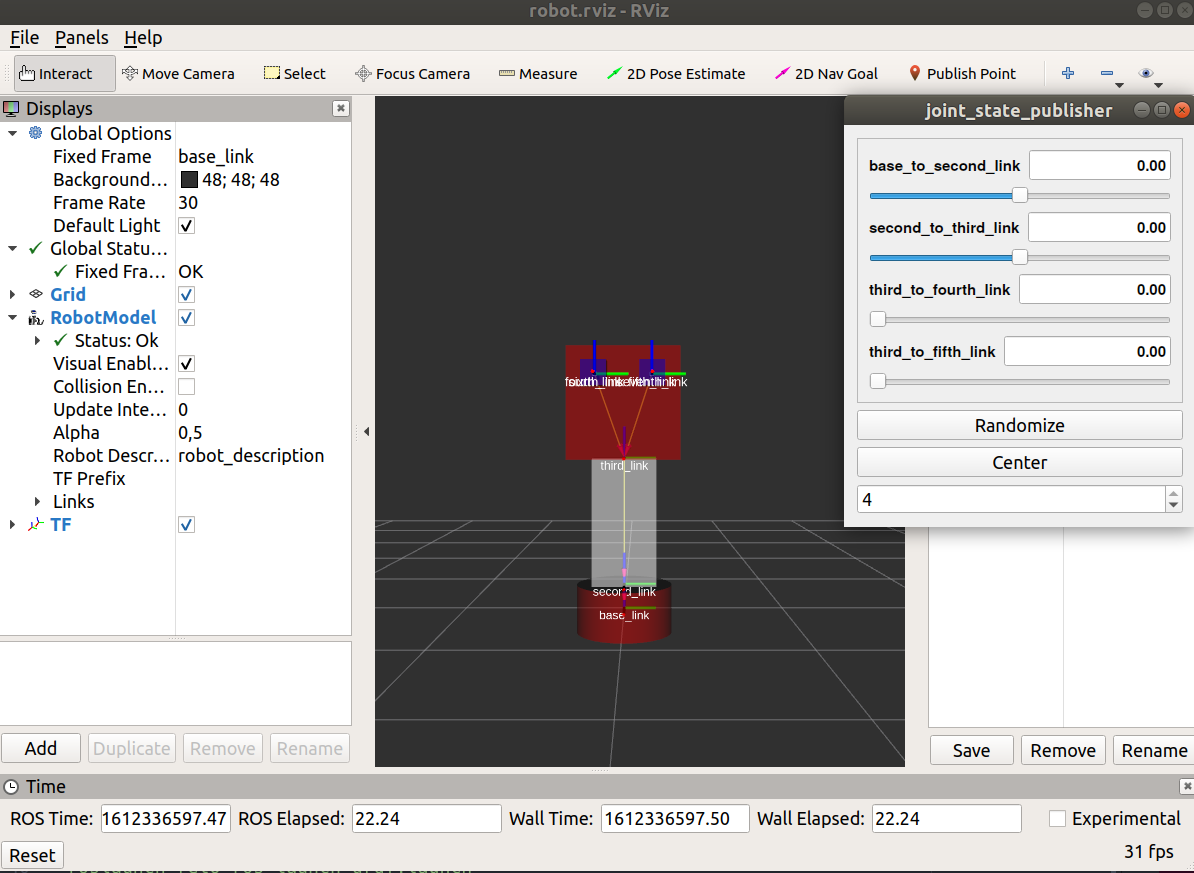 robot.rviz - RViz
File Panels Help
Interact Move Camera Select Focus Camera Measure 2D Pose Estimate 2D Nav Goal Publish Point
Displays
joint_state_publisher
Global Options
Fixed Frame base_link
Background... 48; 48; 48
Frame Rate 30
Default Light
Global Statu...
Fixed Fra... OK
Grid
RobotModel
Status: Ok
Visual Enabl...
Collision En...
Update Inte... 0
Alpha 0,5
Robot Descr... robot_description
TF Prefix
Links
TF
base_to_second_link 0.00
second_to_third_link 0.00
third_to_fourth_link 0.00
third_to_fifth_link 0.00
Randomize
Center
4
third_link
second_link
base_link
Add Duplicate Remove Rename
Save Remove Rename
Time
ROS Time: 1612336597.47 ROS Elapsed: 22.24 Wall Time: 1612336597.50 Wall Elapsed: 22.24 Experimental
Reset 31 fps